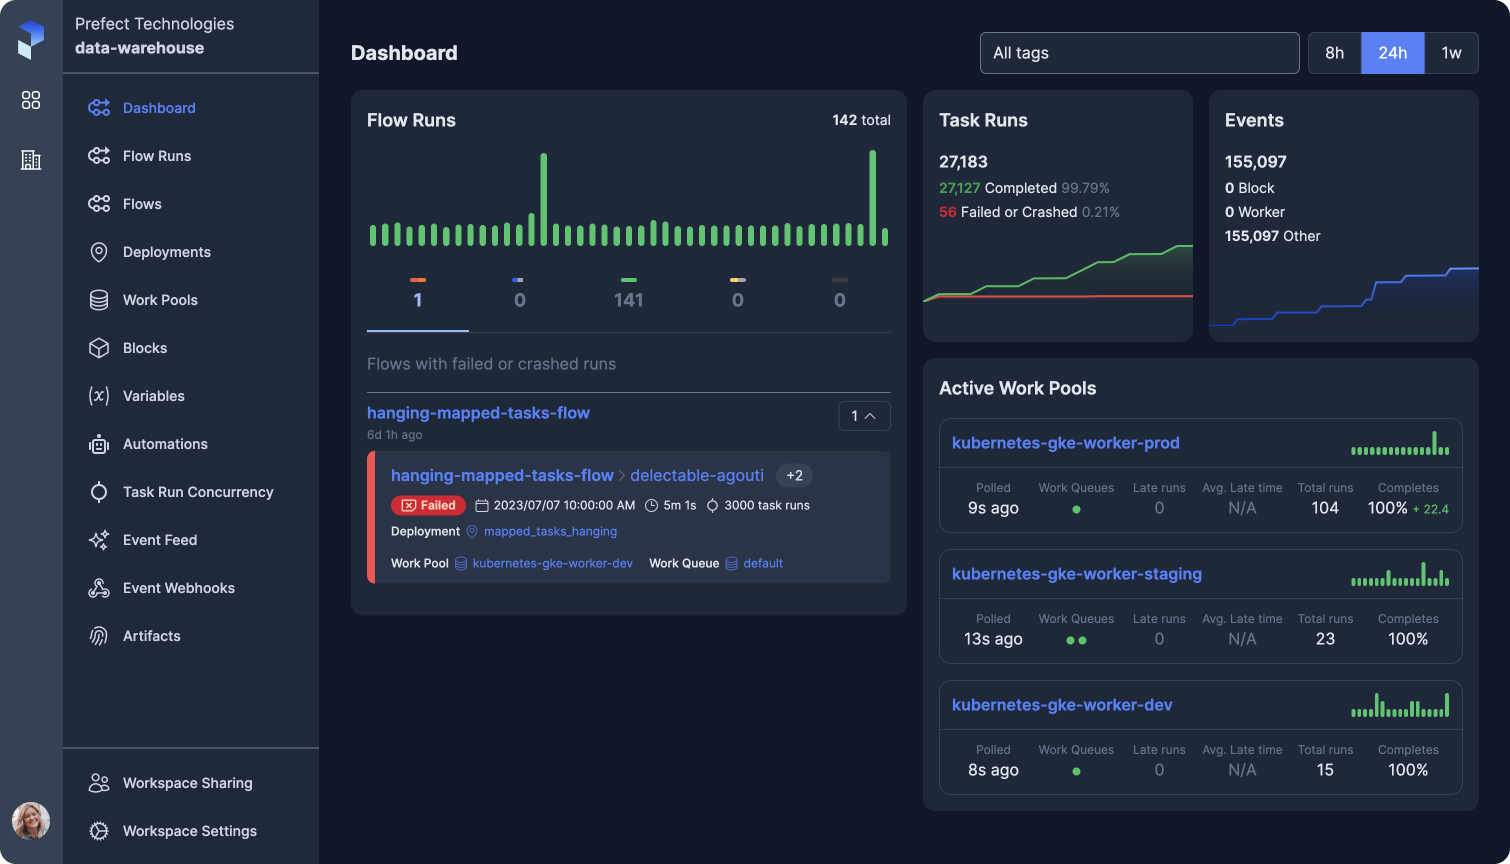 Prefect Technologies
data-warehouse
Dashboard
Flow Runs
Flows
Deployments
Work Pools
Blocks
Variables
Automations
Task Run Concurrency
Event Feed
Event Webhooks
Artifacts
Workspace Sharing
Workspace Settings
Dashboard
All tags
8h 24h 1w
Flow Runs 142 total
1 0 141 0 0
Flows with failed or crashed runs
hanging-mapped-tasks-flow 1
6d 1h ago
hanging-mapped-tasks-flow > delectable-agouti +2
Failed 2023/07/07 10:00:00 AM 5m 1s 3000 task runs
Deployment mapped_tasks_hanging
Work Pool kubernetes-gke-worker-dev Work Queue default
Task Runs
27,183
27,127 Completed 99.79%
56 Failed or Crashed 0.21%
Events
155,097
0 Block
0 Worker
155,097 Other
Active Work Pools
kubernetes-gke-worker-prod
Polled Work Queues Late runs Avg. Late time Total runs Completes
9s ago 0 N/A 104 100% + 22.4
kubernetes-gke-worker-staging
Polled Work Queues Late runs Avg. Late time Total runs Completes
13s ago 0 N/A 23 100%
kubernetes-gke-worker-dev
Polled Work Queues Late runs Avg. Late time Total runs Completes
8s ago 0 N/A 15 100%